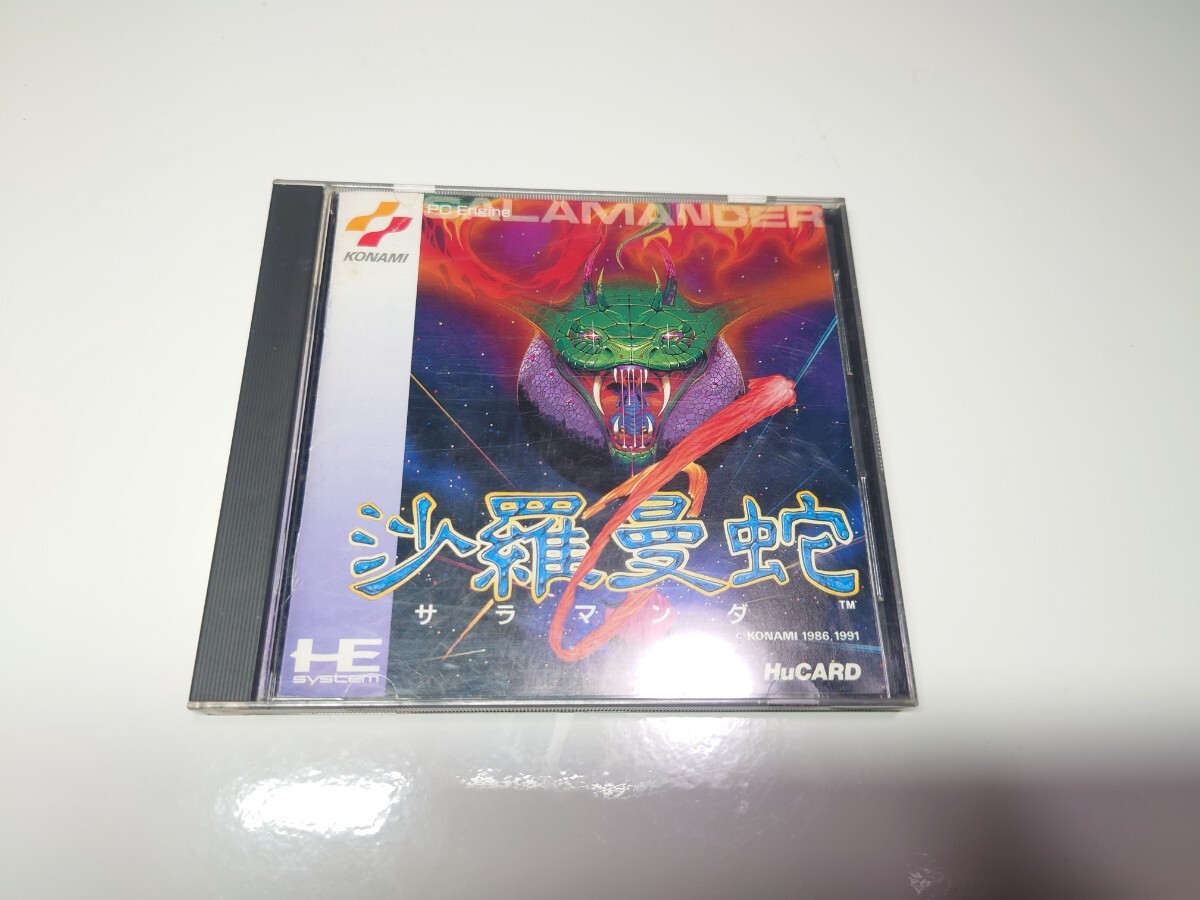 KONAMI
PC Engine
SALAMANDER
沙羅曼蛇
サラマンダ
TM
© KONAMI 1986,1991
HE
system
HuCARD